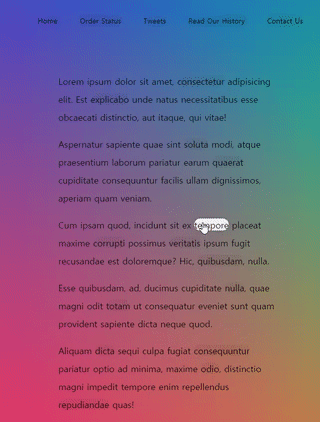 Home Order Status Tweets Read Our History Contact Us
Lorem ipsum dolor sit amet, consectetur adipisicing
elit. Est explicabo unde natus necessitatibus esse
obcaecati distinctio, aut itaque, qui vitae!
Aspernatur sapiente quae sint soluta modi, atque
praesentium laborum pariatur earum quaerat
cupiditate consequuntur facilis ullam dignissimos,
aperiam quam veniam.
Cum ipsam quod, incidunt sit ex tempore placeat
maxime corrupti possimus veritatis ipsum fugit
recusandae est doloremque? Hic, quibusdam, nulla.
Esse quibusdam, ad, ducimus cupiditate nulla, quae
magni odit totam ut consequatur eveniet sunt quam
provident sapiente dicta neque quod.
Aliquam dicta sequi culpa fugiat consequuntur
pariatur optio ad minima, maxime odio, distinctio
magni impedit tempore enim repellendus
repudiandae quas!